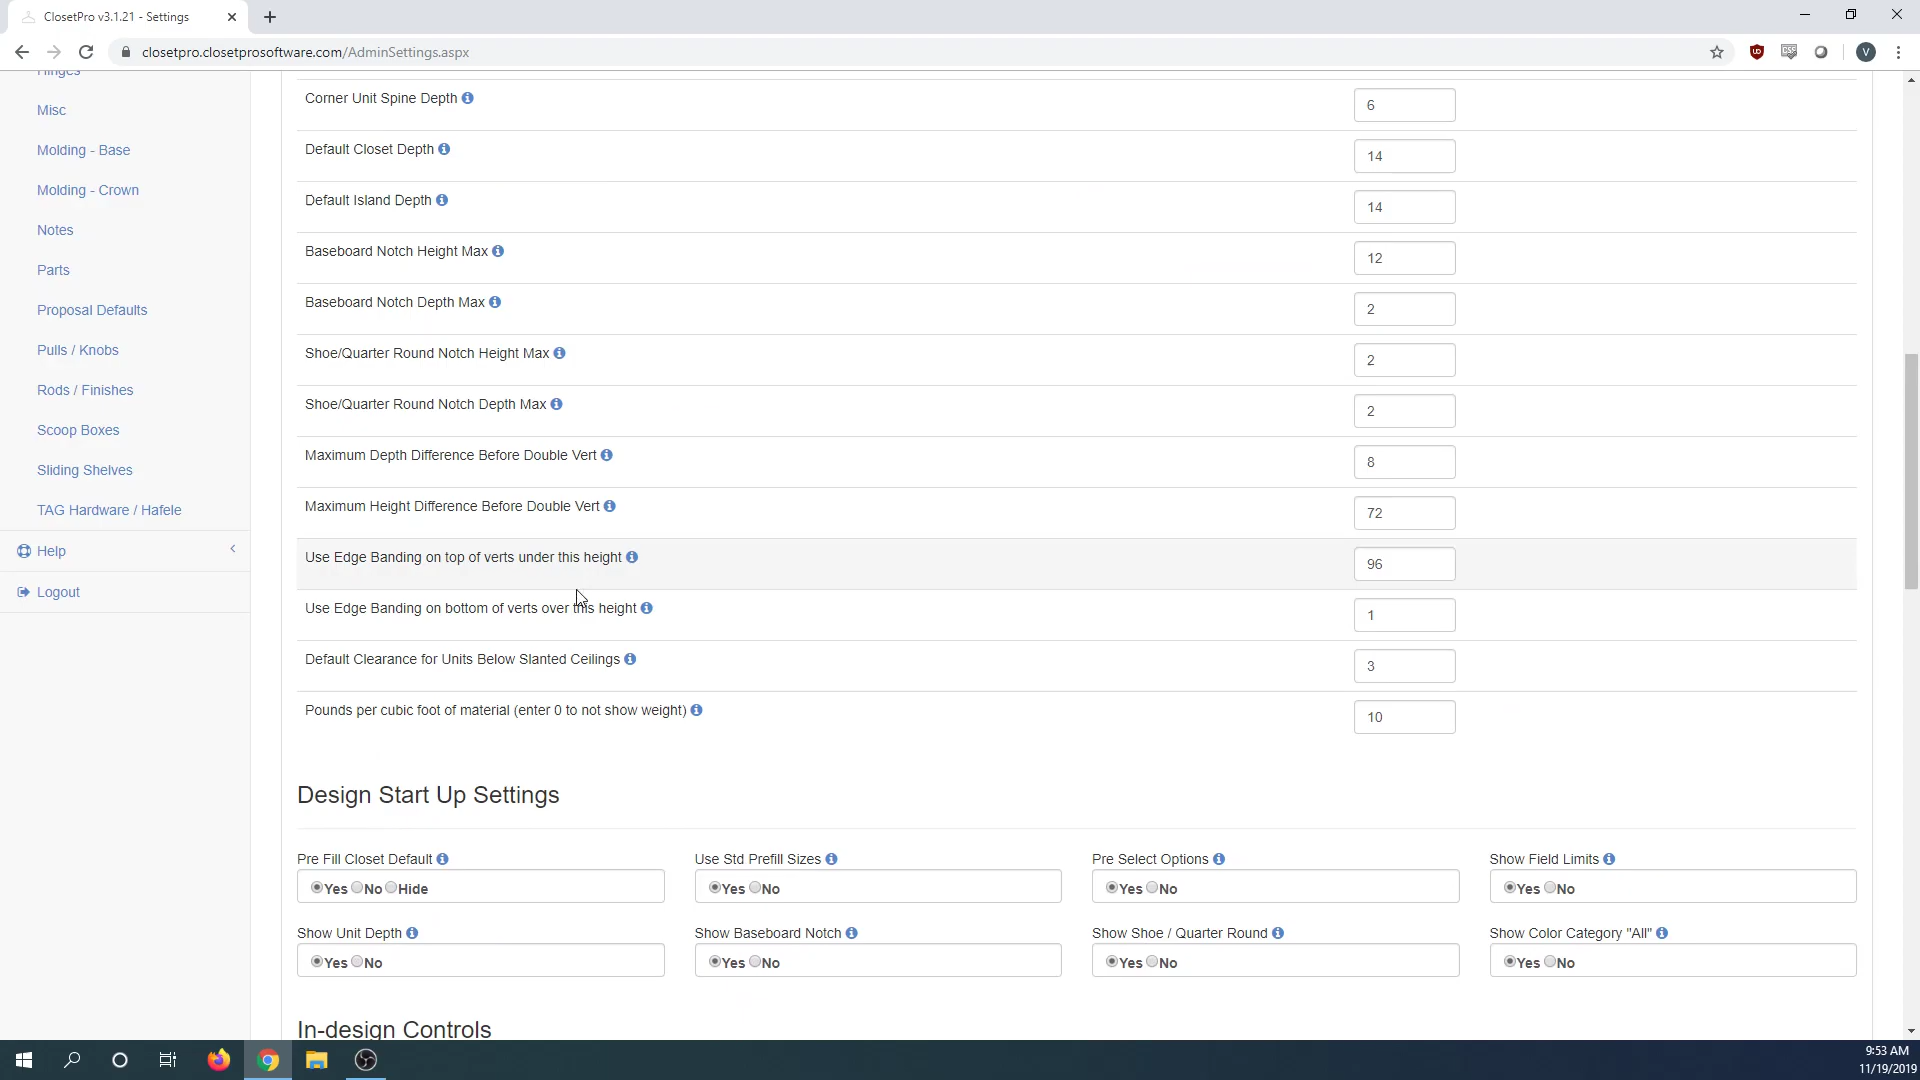 ClosetPro v3.1.21 - Settings
closetpro.closetprosoftware.com/AdminSettings.aspx
V
Hinges
Misc
Molding - Base
Molding - Crown
Notes
Parts
Proposal Defaults
Pulls / Knobs
Rods / Finishes
Scoop Boxes
Sliding Shelves
TAG Hardware / Hafele
Help
Logout
Corner Unit Spine Depth 6
Default Closet Depth 14
Default Island Depth 14
Baseboard Notch Height Max 12
Baseboard Notch Depth Max 2
Shoe/Quarter Round Notch Height Max 2
Shoe/Quarter Round Notch Depth Max 2
Maximum Depth Difference Before Double Vert 8
Maximum Height Difference Before Double Vert 72
Use Edge Banding on top of verts under this height 96
Use Edge Banding on bottom of verts over this height 1
Default Clearance for Units Below Slanted Ceilings 3
Pounds per cubic foot of material (enter 0 to not show weight) 10
Design Start Up Settings
Pre Fill Closet Default Use Std Prefill Sizes Pre Select Options Show Field Limits
Yes No Hide Yes No Yes No Yes No
Show Unit Depth Show Baseboard Notch Show Shoe / Quarter Round Show Color Category "All"
Yes No Yes No Yes No Yes No
In-design Controls
9:53 AM
11/19/2019